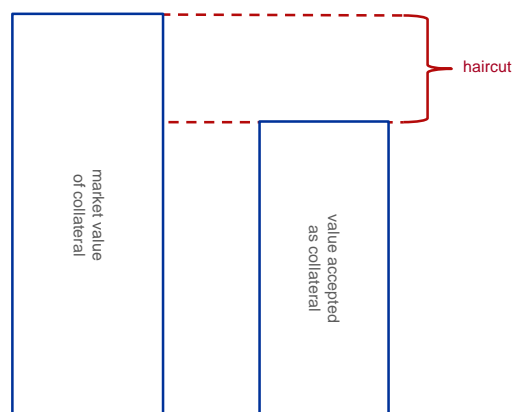 haircut
market value
of collateral
value accepted
as collateral